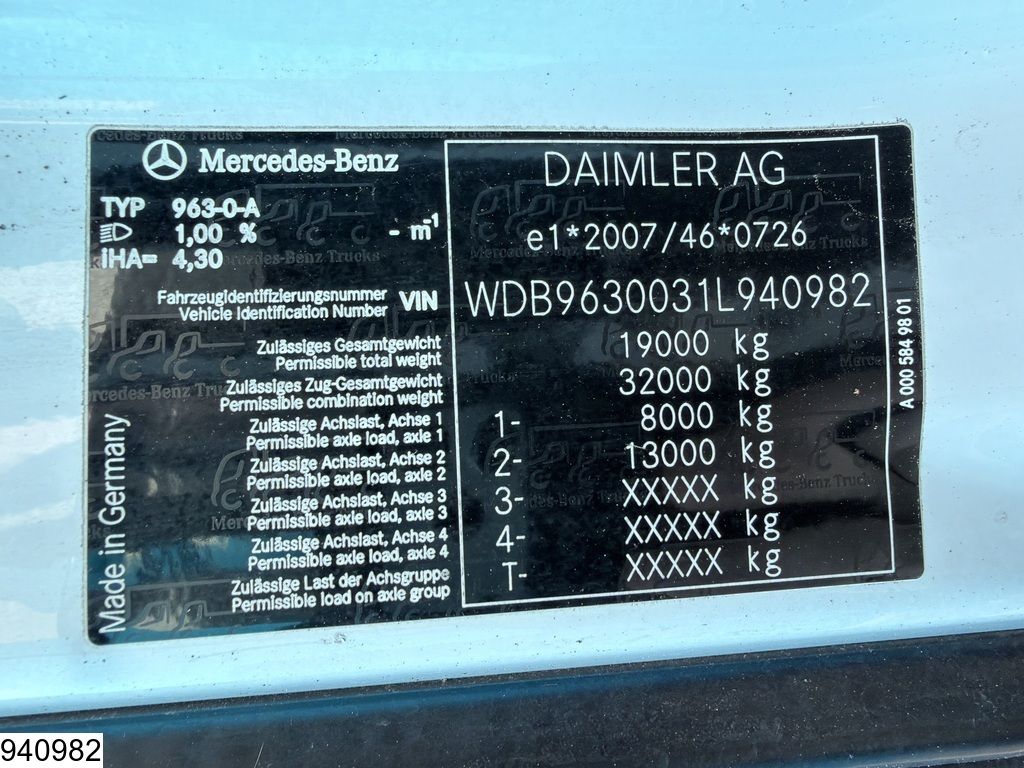 Mercedes-Benz
TYP 963-0-A
1,00 % - m⁻¹
iHA= 4,30
Fahrzeugidentifizierungsnummer
Vehicle Identification Number VIN
Zulässiges Gesamtgewicht
Permissible total weight
Zulässiges Zug-Gesamtgewicht
Permissible combination weight
Zulässige Achslast, Achse 1
Permissible axle load, axle 1
Zulässige Achslast, Achse 2
Permissible axle load, axle 2
Zulässige Achslast, Achse 3
Permissible axle load, axle 3
Zulässige Achslast, Achse 4
Permissible axle load, axle 4
Zulässige Last der Achsgruppe
Permissible load on axle group
Made in Germany
DAIMLER AG
e1*2007/46*0726
WDB9630031L940982
19000 kg
32000 kg
1- 8000 kg
2- 13000 kg
3- XXXXX kg
4- XXXXX kg
T- XXXXX kg
A 000 584 98 01
940982